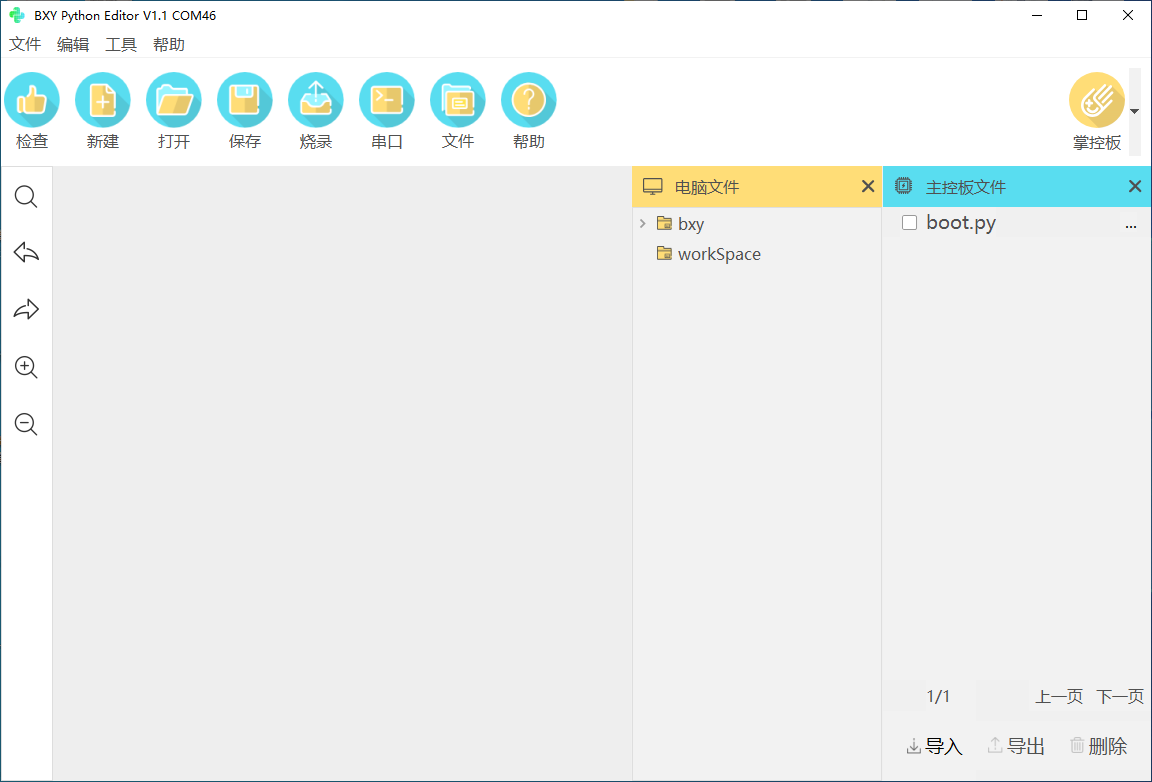 BXY Python Editor V1.1 COM46
文件 编辑 工具 帮助
检查 新建 打开 保存 烧录 串口 文件 帮助 掌控板
电脑文件
bxy
workSpace
主控板文件
boot.py ...
1/1 上一页 下一页
导入 导出 删除